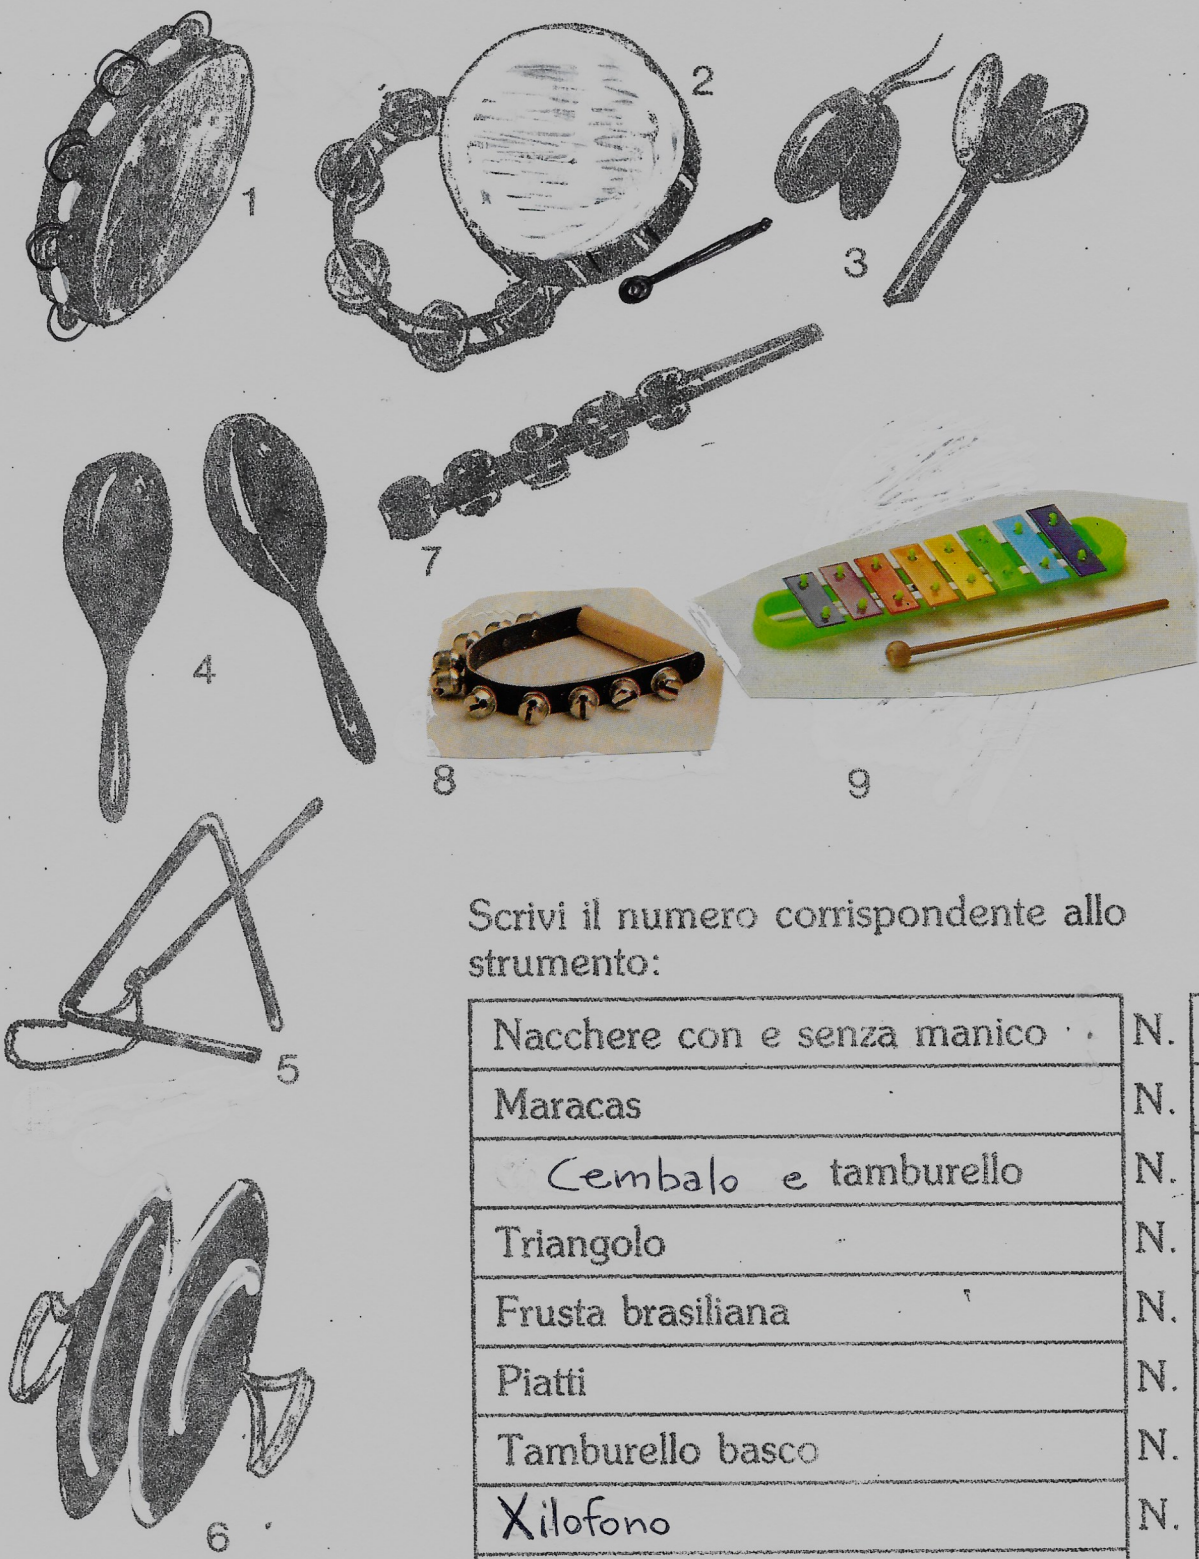 1
2
3
7
4
8
9
5
6
Scrivi il numero corrispondente allo
strumento:
Nacchere con e senza manico N.
Maracas N.
Cembalo e tamburello N.
Triangolo N.
Frusta brasiliana N.
Piatti N.
Tamburello basco N.
Xilofono N.